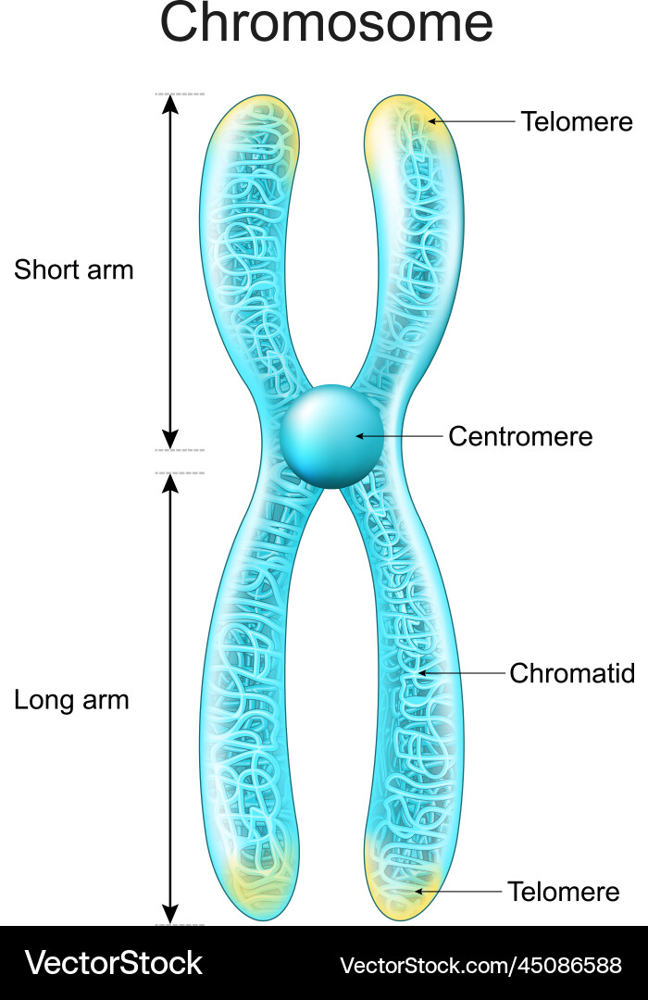 Chromosome
Telomere
Short arm
Centromere
Chromatid
Long arm
Telomere
VectorStock
VectorStock.com/45086588